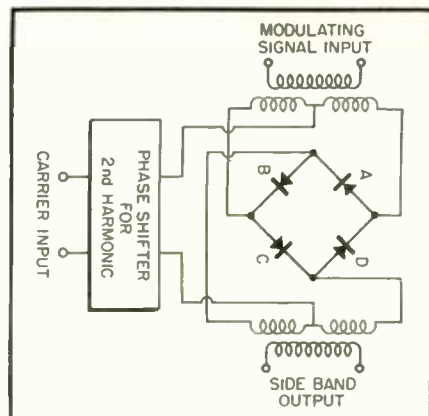 MODULATING
SIGNAL INPUT
A
B
C
D
PHASE SHIFTER
FOR
2nd HARMONIC
CARRIER INPUT
SIDE BAND
OUTPUT